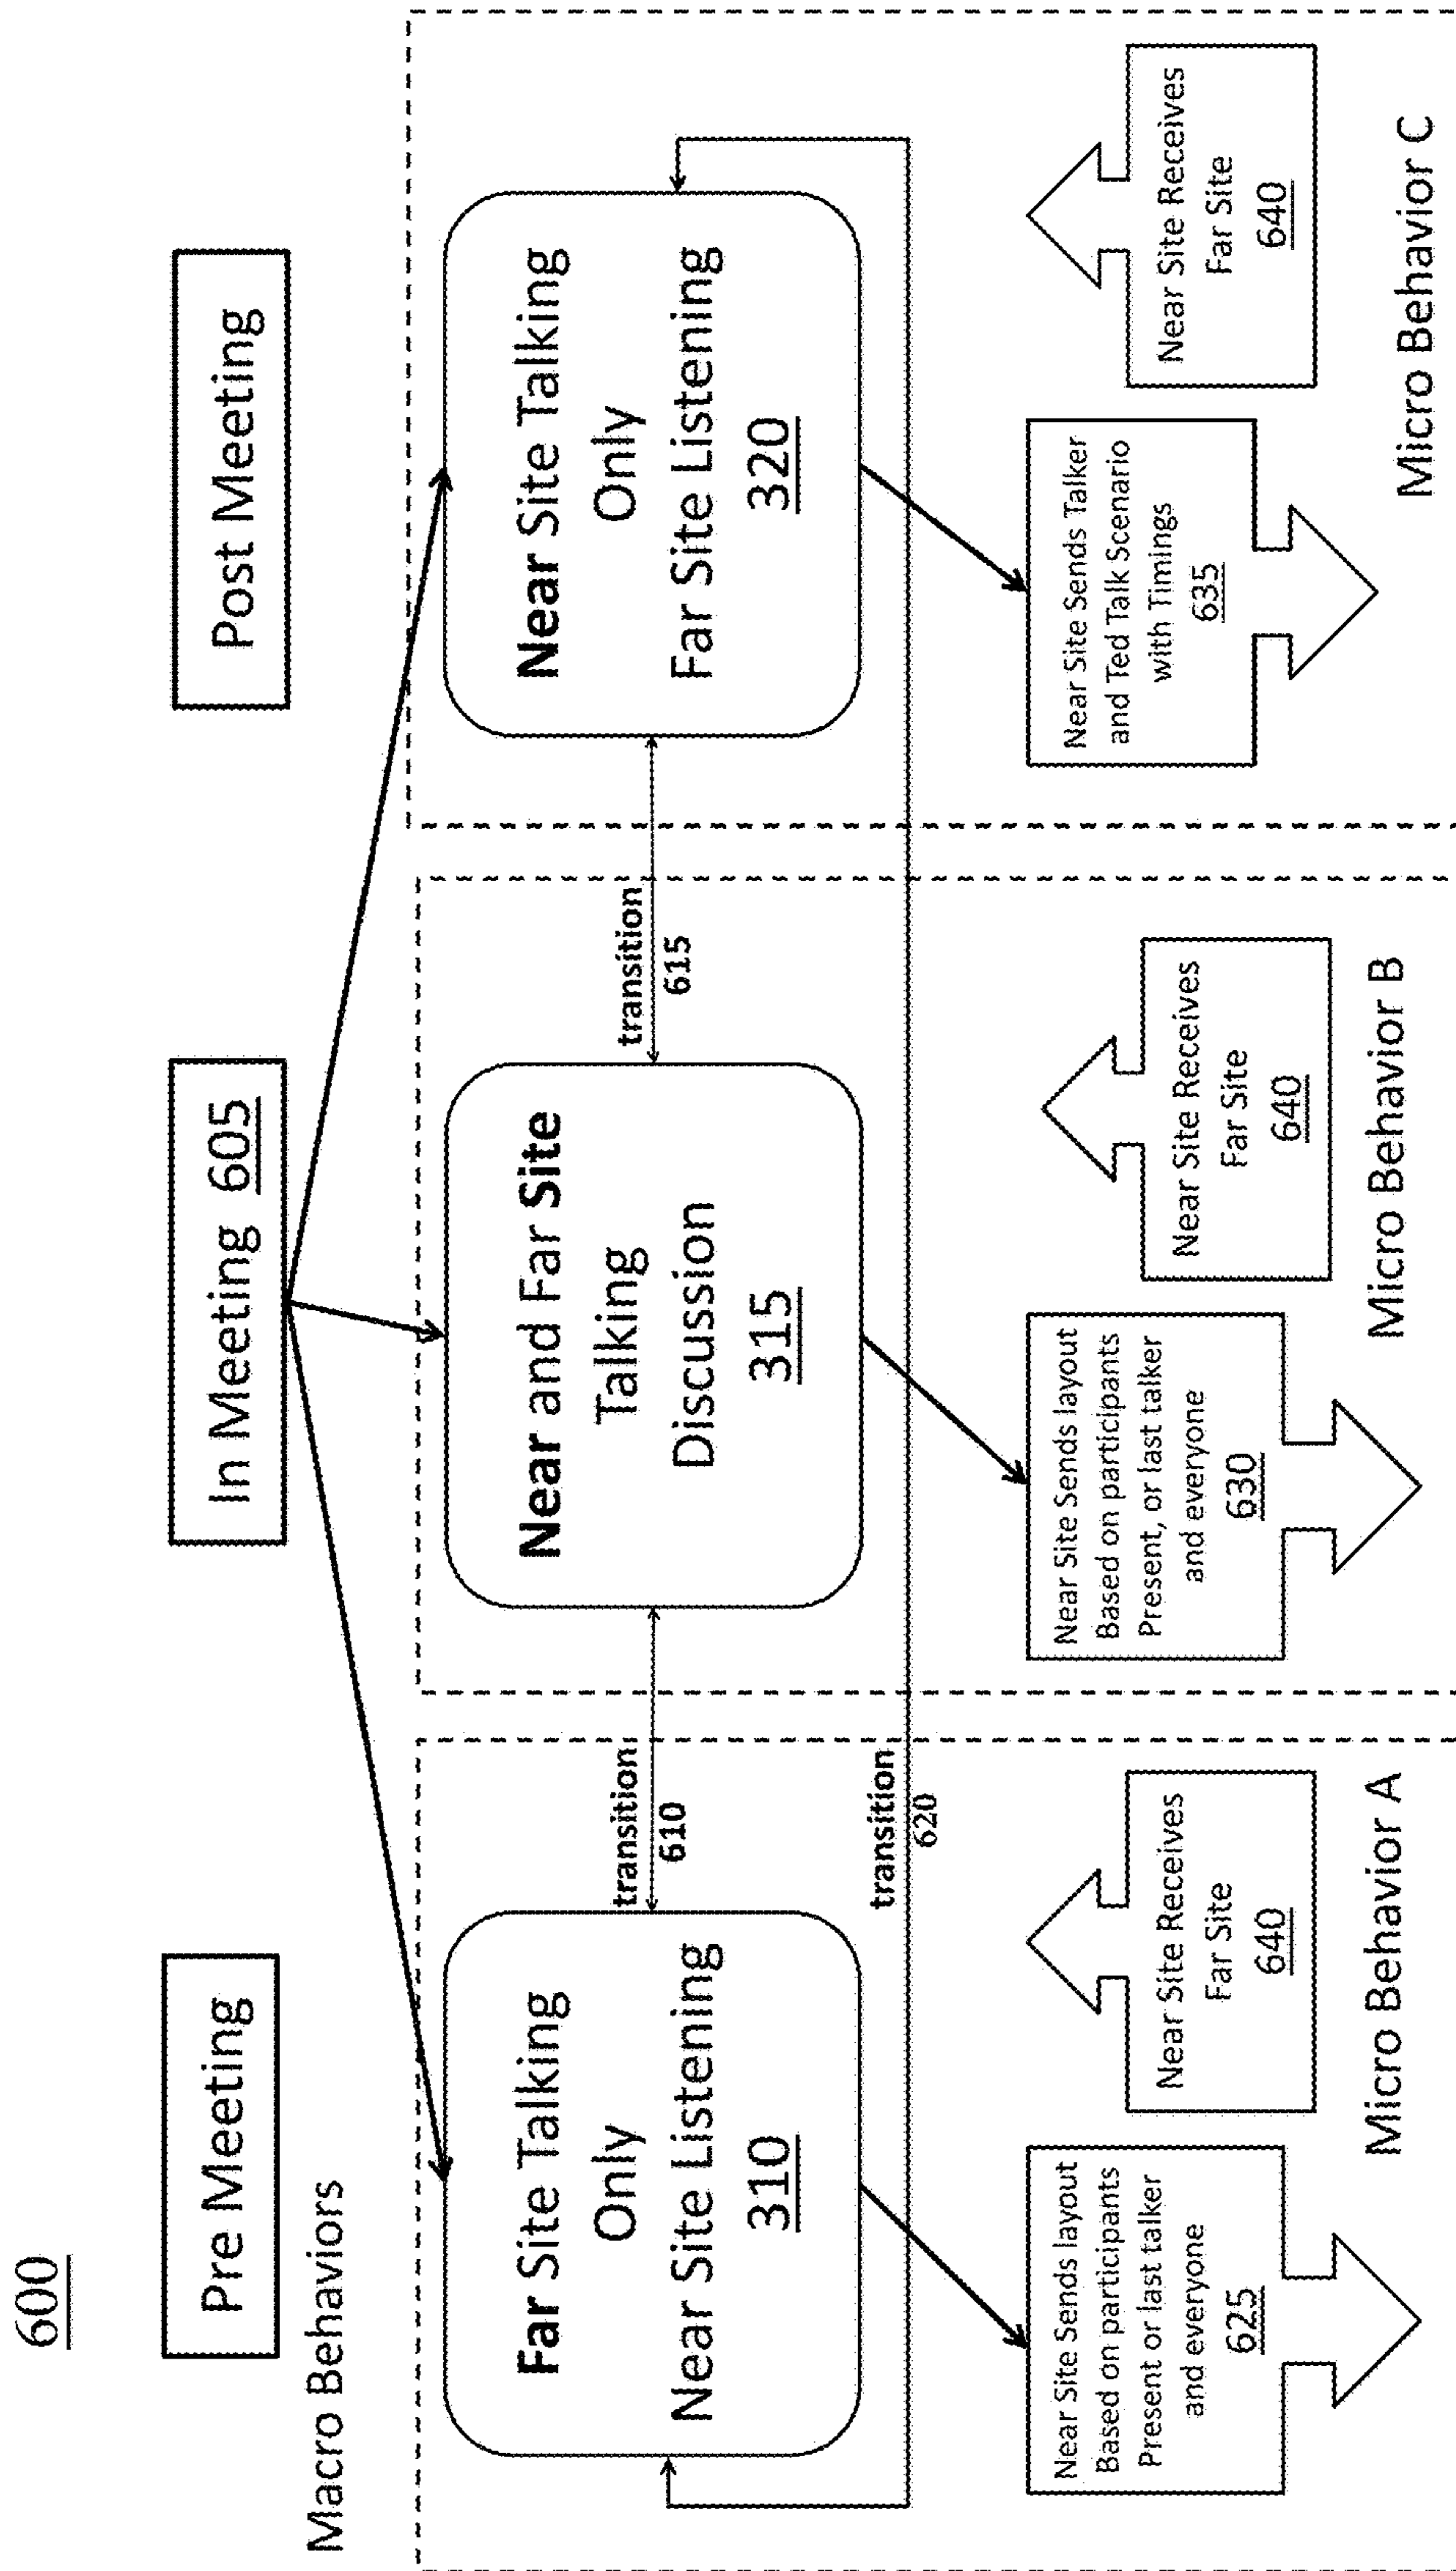 600
Pre Meeting
In Meeting 605
Post Meeting
Macro Behaviors
Far Site Talking
Only
Near Site Listening
310
transition
610
Near and Far Site
Talking
Discussion
315
transition
615
Near Site Talking
Only
Far Site Listening
320
transition
620
Near Site Sends layout
Based on participants
Present or last talker
and everyone
625
Near Site Receives
Far Site
640
Micro Behavior A
Near Site Sends layout
Based on participants
Present, or last talker
and everyone
630
Near Site Receives
Far Site
640
Micro Behavior B
Near Site Sends Talker
and Ted Talk Scenario
with Timings
635
Near Site Receives
Far Site
640
Micro Behavior C